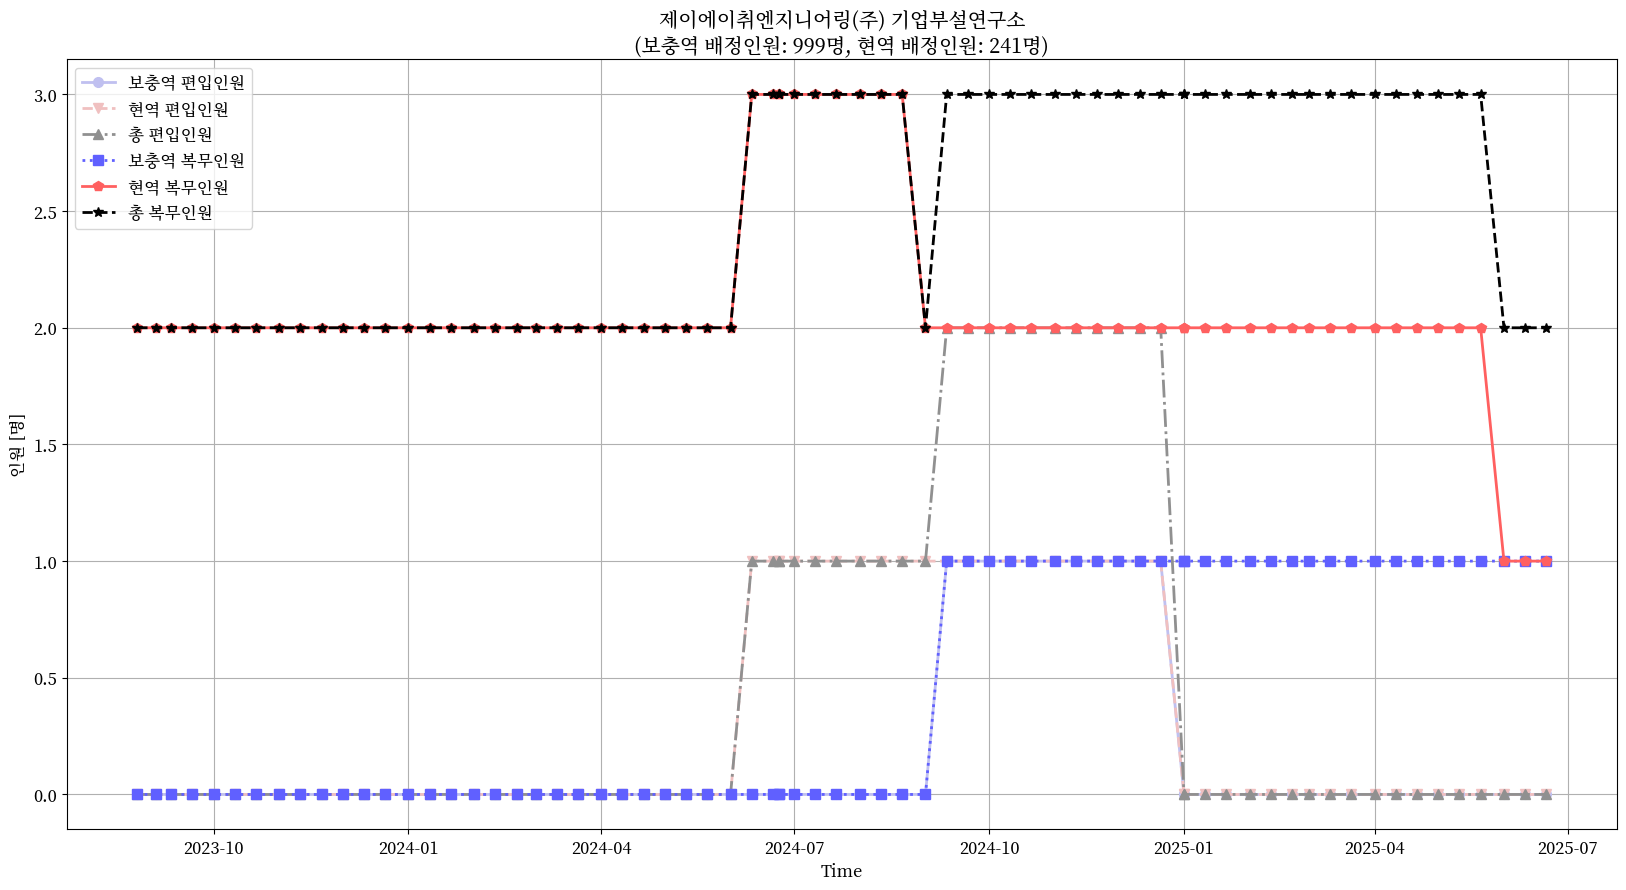 제이에이취엔지니어링(주) 기업부설연구소
(보충역 배정인원: 999명, 현역 배정인원: 241명)
보충역 편입인원
현역 편입인원
총 편입인원
보충역 복무인원
현역 복무인원
총 복무인원
인원 [명]
3.0
2.5
2.0
1.5
1.0
0.5
0.0
2023-10
2024-01
2024-04
2024-07
2024-10
2025-01
2025-04
2025-07
Time